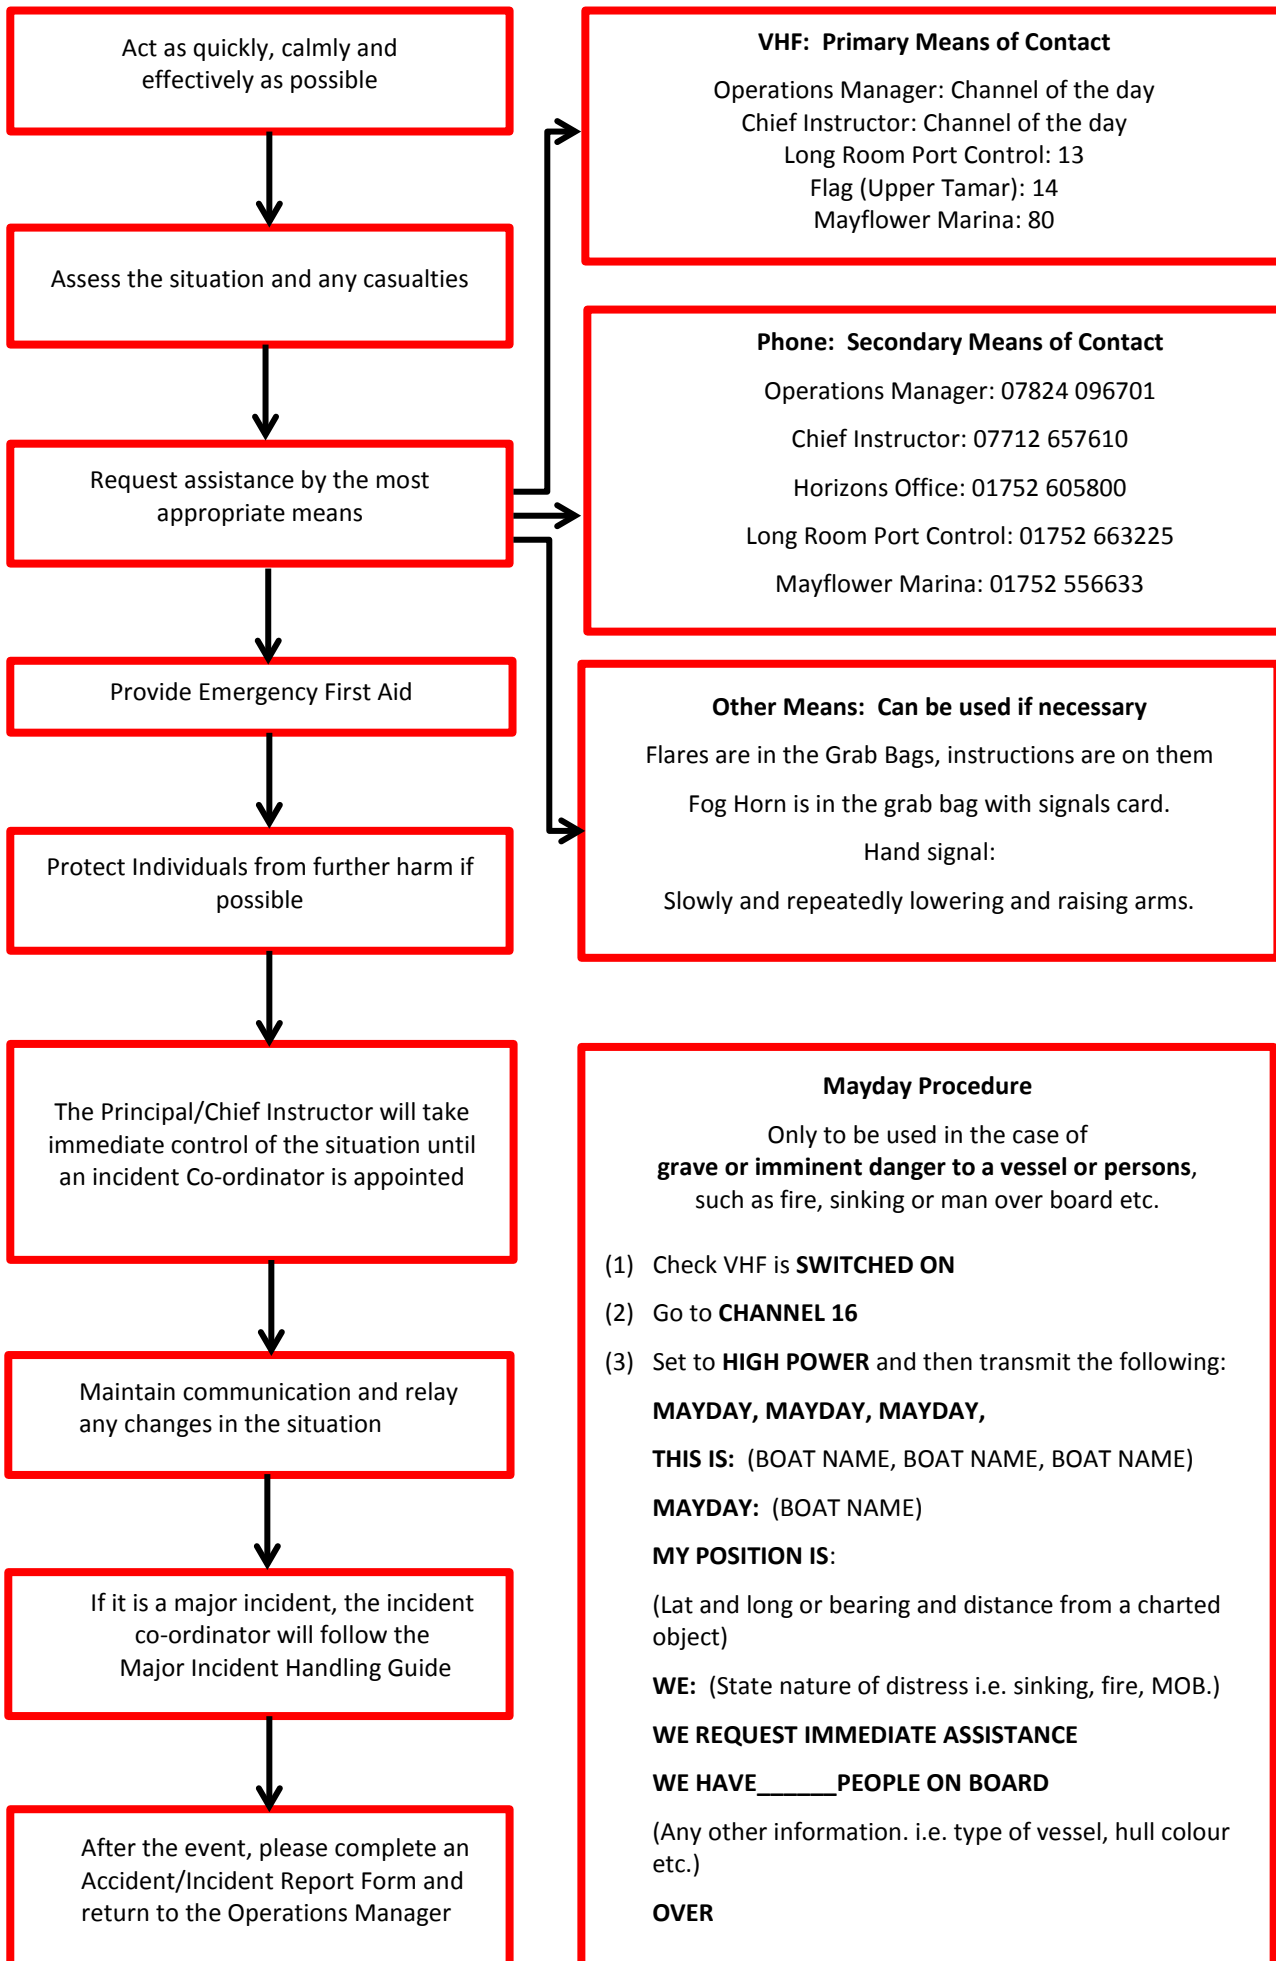 Act as quickly, calmly and
effectively as possible
Assess the situation and any casualties
Request assistance by the most
appropriate means
Provide Emergency First Aid
Protect Individuals from further harm if
possible
The Principal/Chief Instructor will take
immediate control of the situation until
an incident Co-ordinator is appointed
Maintain communication and relay
any changes in the situation
If it is a major incident, the incident
co-ordinator will follow the
Major Incident Handling Guide
After the event, please complete an
Accident/Incident Report Form and
return to the Operations Manager
VHF:  Primary Means of Contact
Operations Manager: Channel of the day
Chief Instructor: Channel of the day
Long Room Port Control: 13
Flag (Upper Tamar): 14
Mayflower Marina: 80
Phone:  Secondary Means of Contact
Operations Manager: 07824 096701
Chief Instructor: 07712 657610
Horizons Office: 01752 605800
Long Room Port Control: 01752 663225
Mayflower Marina: 01752 556633
Other Means:  Can be used if necessary
Flares are in the Grab Bags, instructions are on them
Fog Horn is in the grab bag with signals card.
Hand signal:
Slowly and repeatedly lowering and raising arms.
Mayday Procedure
Only to be used in the case of
grave or imminent danger to a vessel or persons,
such as fire, sinking or man over board etc.
(1) Check VHF is SWITCHED ON
(2) Go to CHANNEL 16
(3) Set to HIGH POWER and then transmit the following:
MAYDAY, MAYDAY, MAYDAY,
THIS IS:  (BOAT NAME, BOAT NAME, BOAT NAME)
MAYDAY:  (BOAT NAME)
MY POSITION IS:
(Lat and long or bearing and distance from a charted
object)
WE:  (State nature of distress i.e. sinking, fire, MOB.)
WE REQUEST IMMEDIATE ASSISTANCE
WE HAVE______PEOPLE ON BOARD
(Any other information. i.e. type of vessel, hull colour
etc.)
OVER